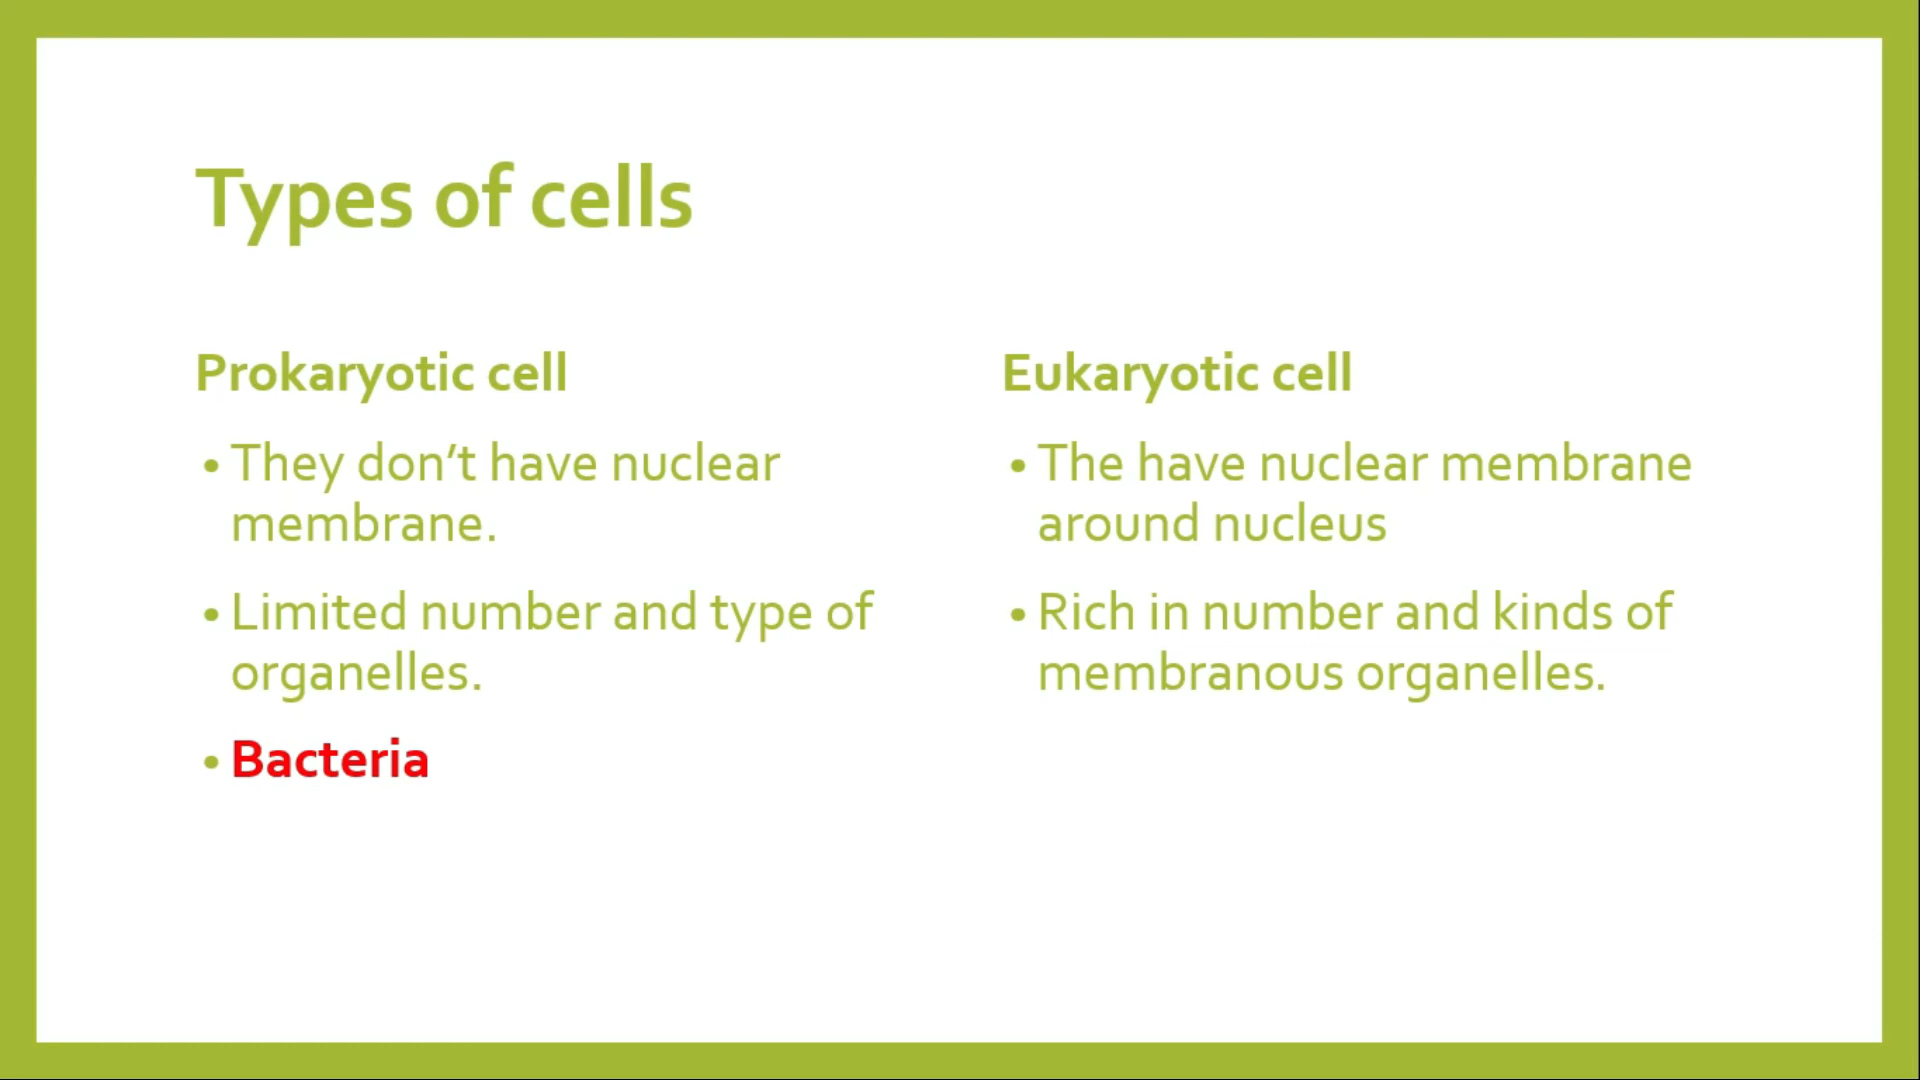 Types of cells
Prokaryotic cell
• They don’t have nuclear
membrane.
• Limited number and type of
organelles.
• Bacteria
Eukaryotic cell
• The have nuclear membrane
around nucleus
• Rich in number and kinds of
membranous organelles.